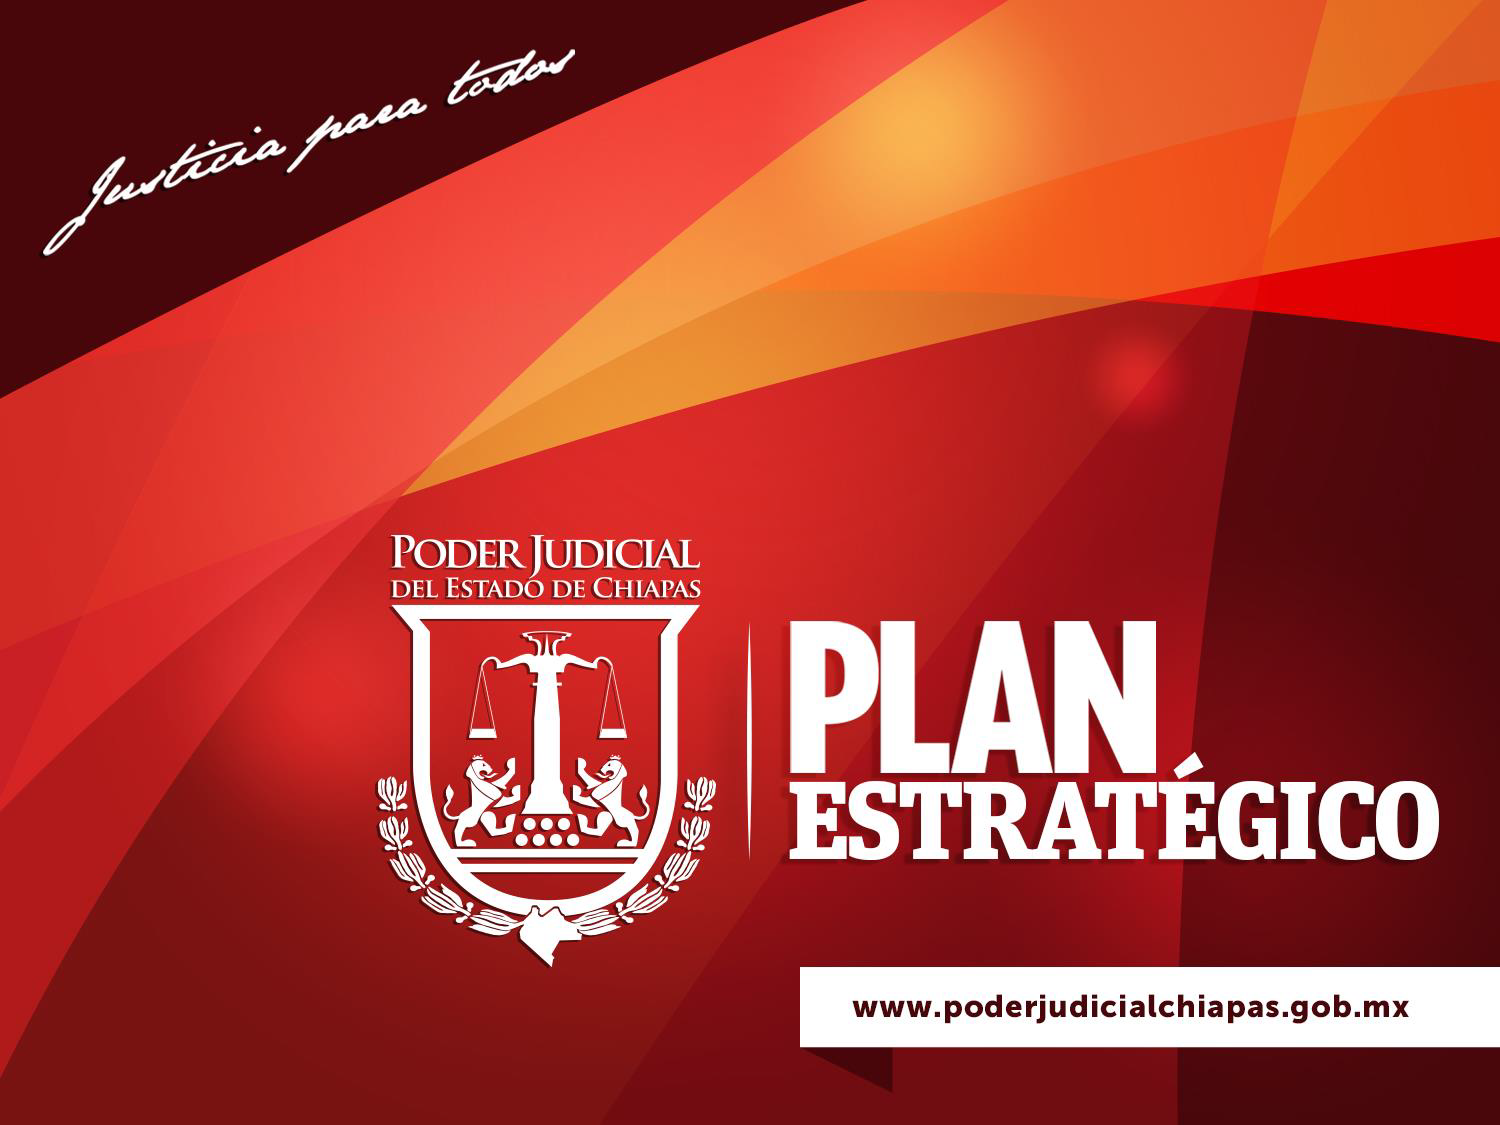 Justicia para todos
PODER JUDICIAL
DEL ESTADO DE CHIAPAS
PLAN
ESTRATÉGICO
www.poderjudicialchiapas.gob.mx